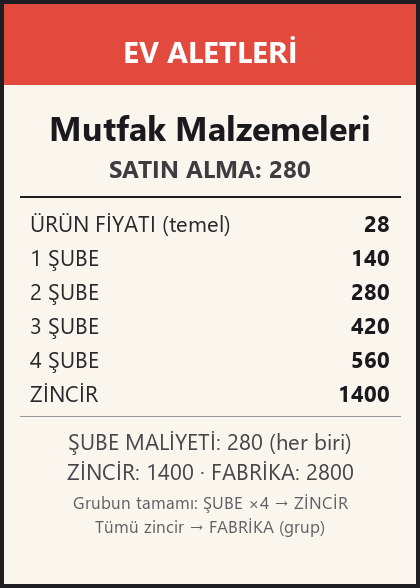 EV ALETLERİ
Mutfak Malzemeleri
SATIN ALMA: 280
ÜRÜN FİYATI (temel) 28
1 ŞUBE 140
2 ŞUBE 280
3 ŞUBE 420
4 ŞUBE 560
ZİNCİR 1400
ŞUBE MALİYETİ: 280 (her biri)
ZİNCİR: 1400 · FABRİKA: 2800
Grubun tamamı: ŞUBE ×4 → ZİNCİR
Tümü zincir → FABRİKA (grup)